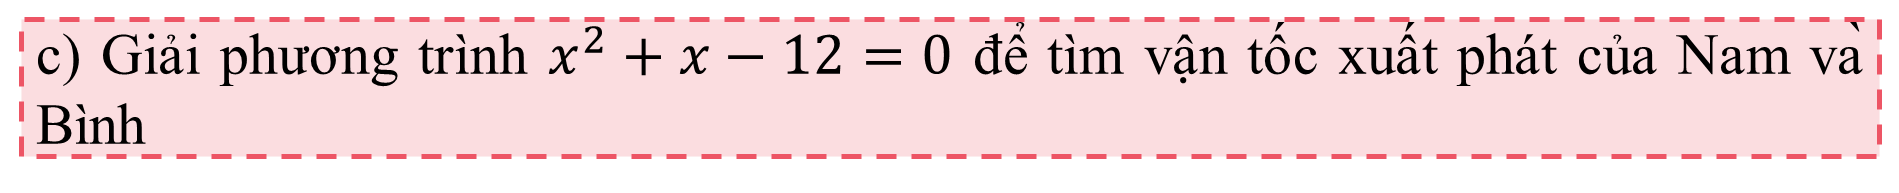 c) Giải phương trình $x^2 + x - 12 = 0$ để tìm vận tốc xuất phát của Nam và
Bình